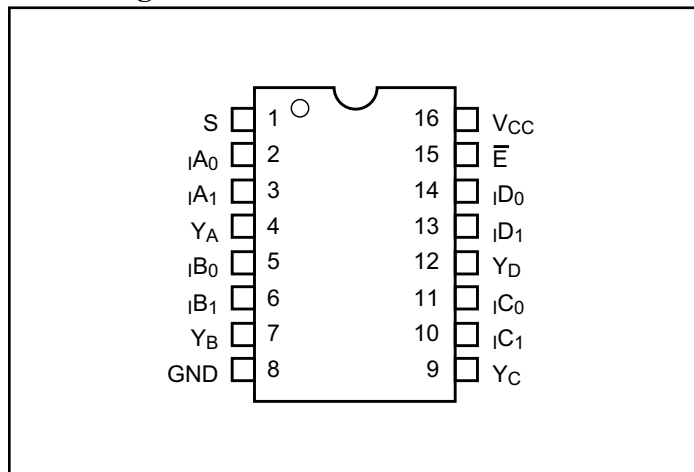 S 1 16 VCC
IA0 2 15 E̅
IA1 3 14 ID0
YA 4 13 ID1
IB0 5 12 YD
IB1 6 11 IC0
YB 7 10 IC1
GND 8 9 YC